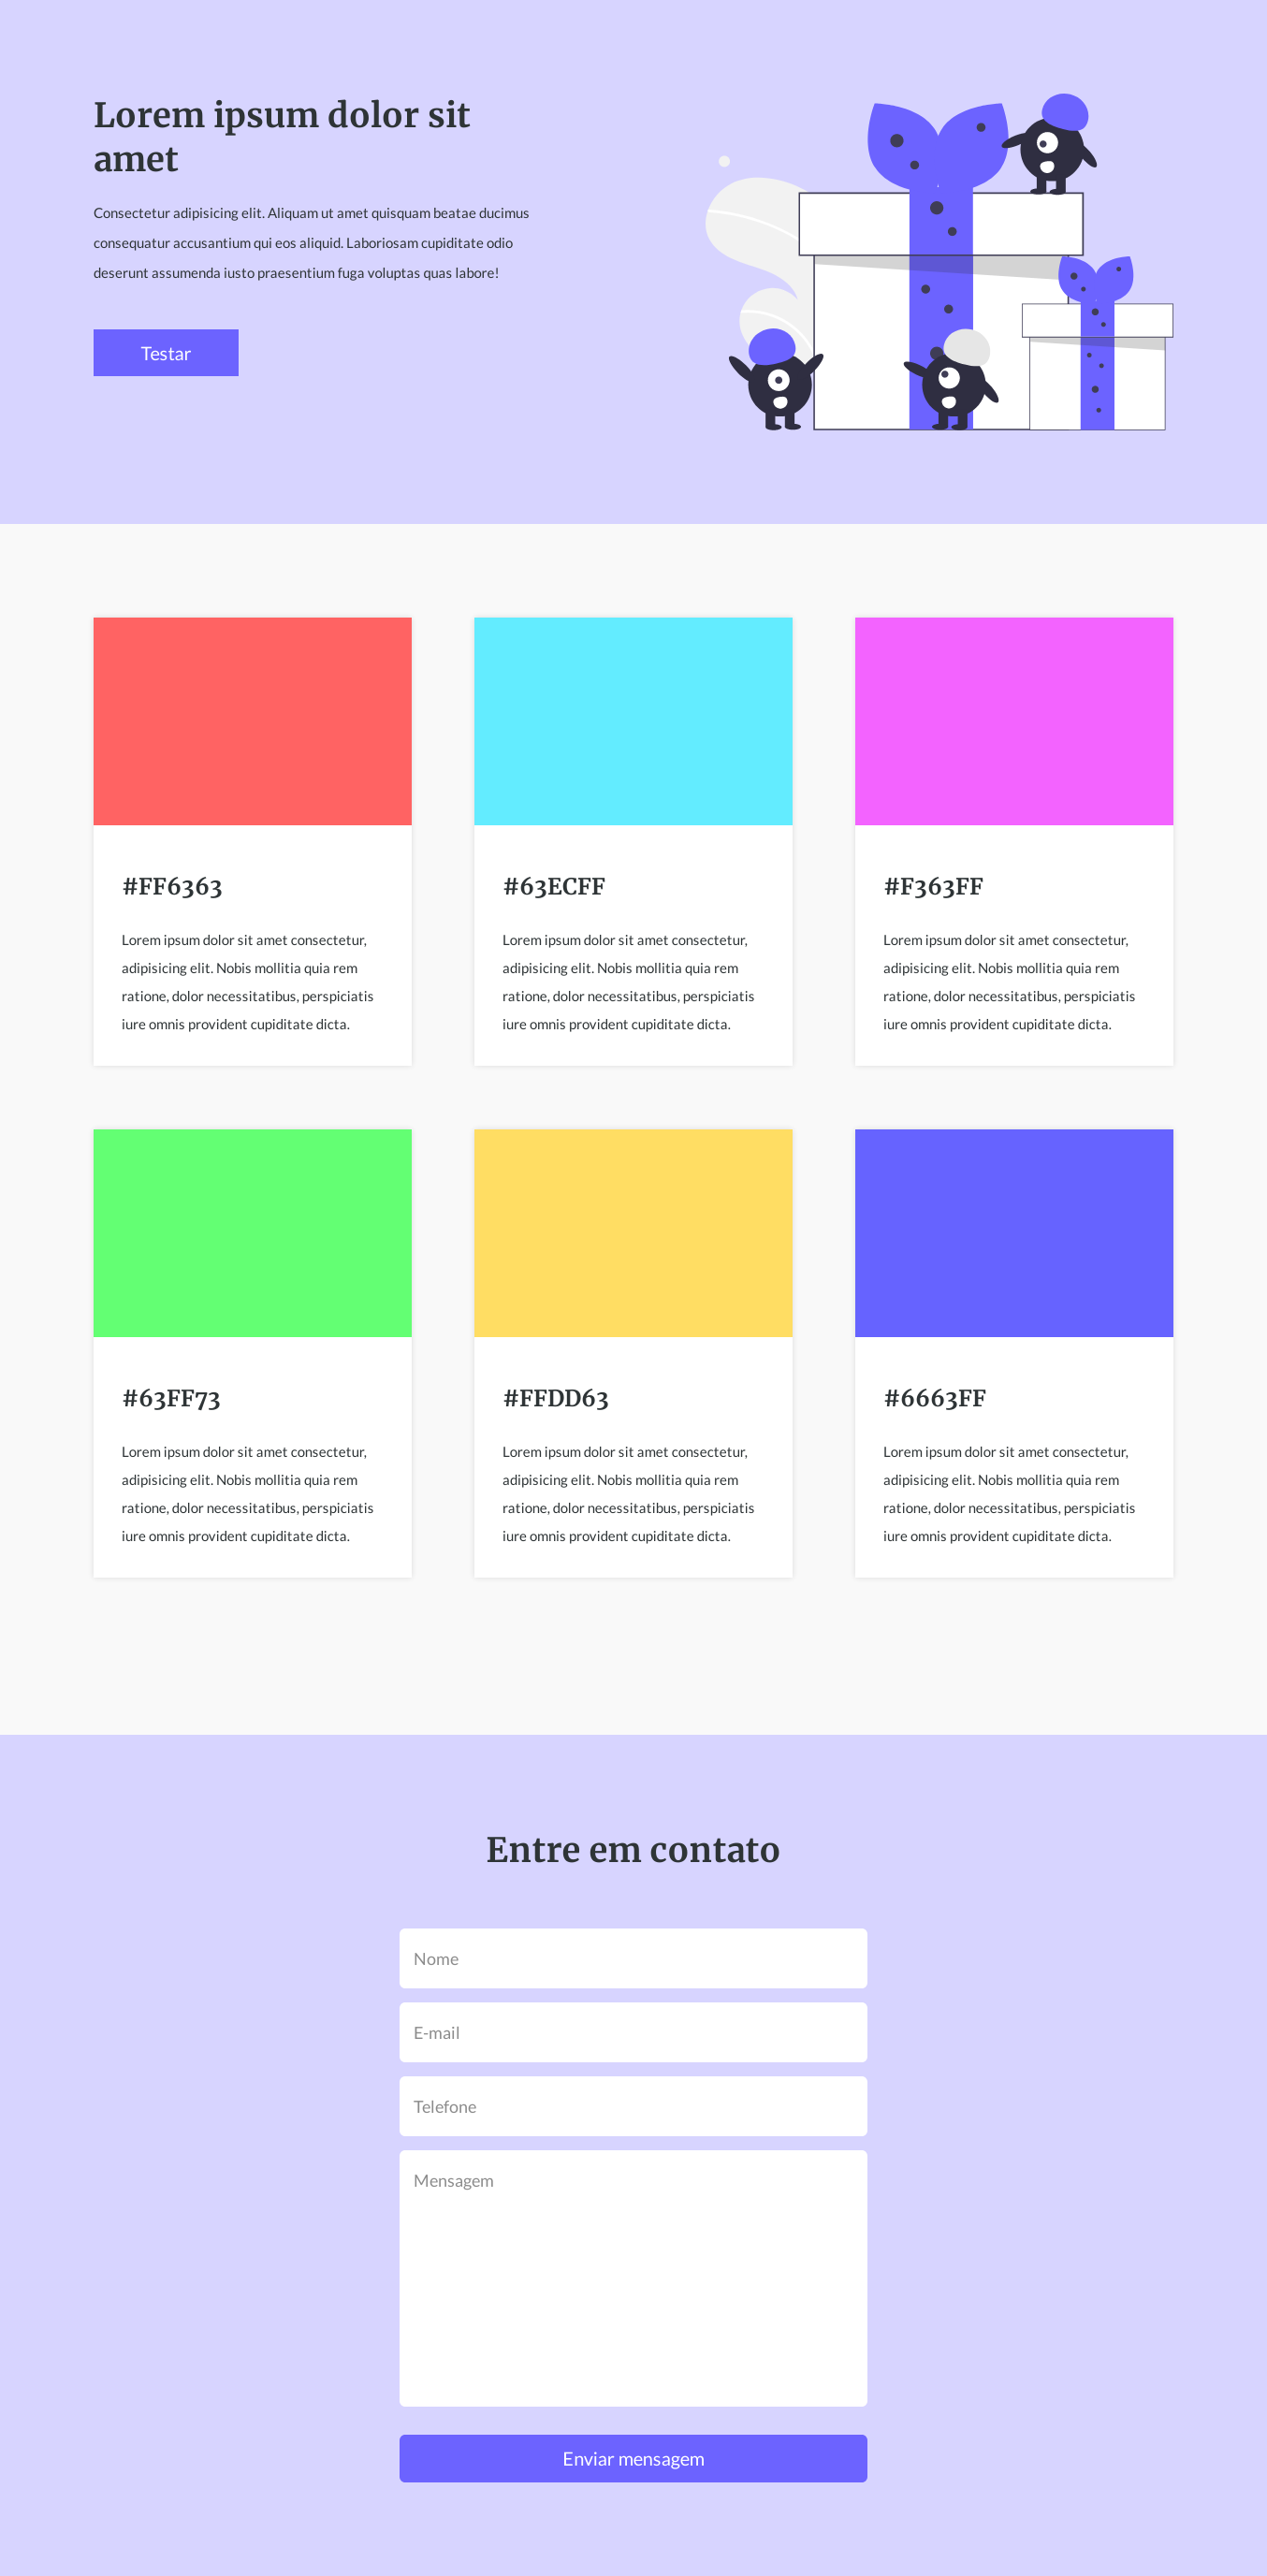 Lorem ipsum dolor sit
amet
Consectetur adipisicing elit. Aliquam ut amet quisquam beatae ducimus
consequatur accusantium qui eos aliquid. Laboriosam cupiditate odio
deserunt assumenda iusto praesentium fuga voluptas quas labore!
Testar
#FF6363
Lorem ipsum dolor sit amet consectetur,
adipisicing elit. Nobis mollitia quia rem
ratione, dolor necessitatibus, perspiciatis
iure omnis provident cupiditate dicta.
#63ECFF
Lorem ipsum dolor sit amet consectetur,
adipisicing elit. Nobis mollitia quia rem
ratione, dolor necessitatibus, perspiciatis
iure omnis provident cupiditate dicta.
#F363FF
Lorem ipsum dolor sit amet consectetur,
adipisicing elit. Nobis mollitia quia rem
ratione, dolor necessitatibus, perspiciatis
iure omnis provident cupiditate dicta.
#63FF73
Lorem ipsum dolor sit amet consectetur,
adipisicing elit. Nobis mollitia quia rem
ratione, dolor necessitatibus, perspiciatis
iure omnis provident cupiditate dicta.
#FFDD63
Lorem ipsum dolor sit amet consectetur,
adipisicing elit. Nobis mollitia quia rem
ratione, dolor necessitatibus, perspiciatis
iure omnis provident cupiditate dicta.
#6663FF
Lorem ipsum dolor sit amet consectetur,
adipisicing elit. Nobis mollitia quia rem
ratione, dolor necessitatibus, perspiciatis
iure omnis provident cupiditate dicta.
Entre em contato
Nome
E-mail
Telefone
Mensagem
Enviar mensagem